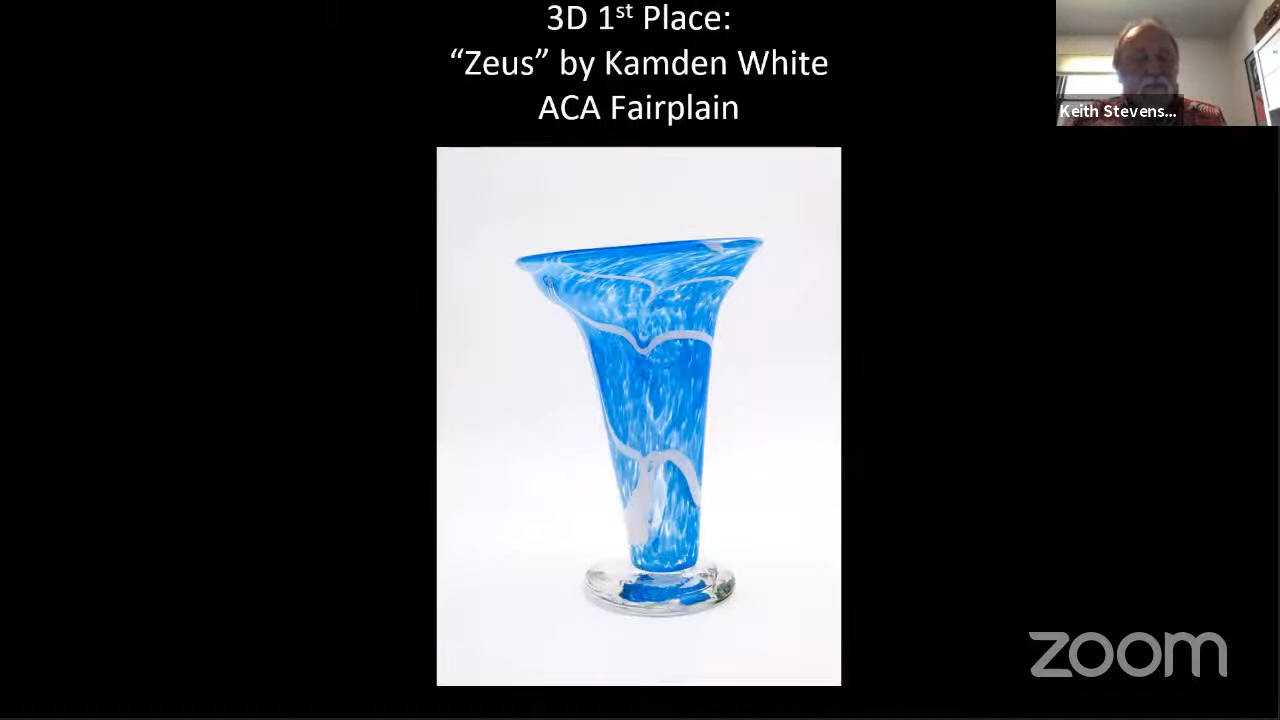 3D 1st Place:
“Zeus” by Kamden White
ACA Fairplain
Keith Stevens...
zoom